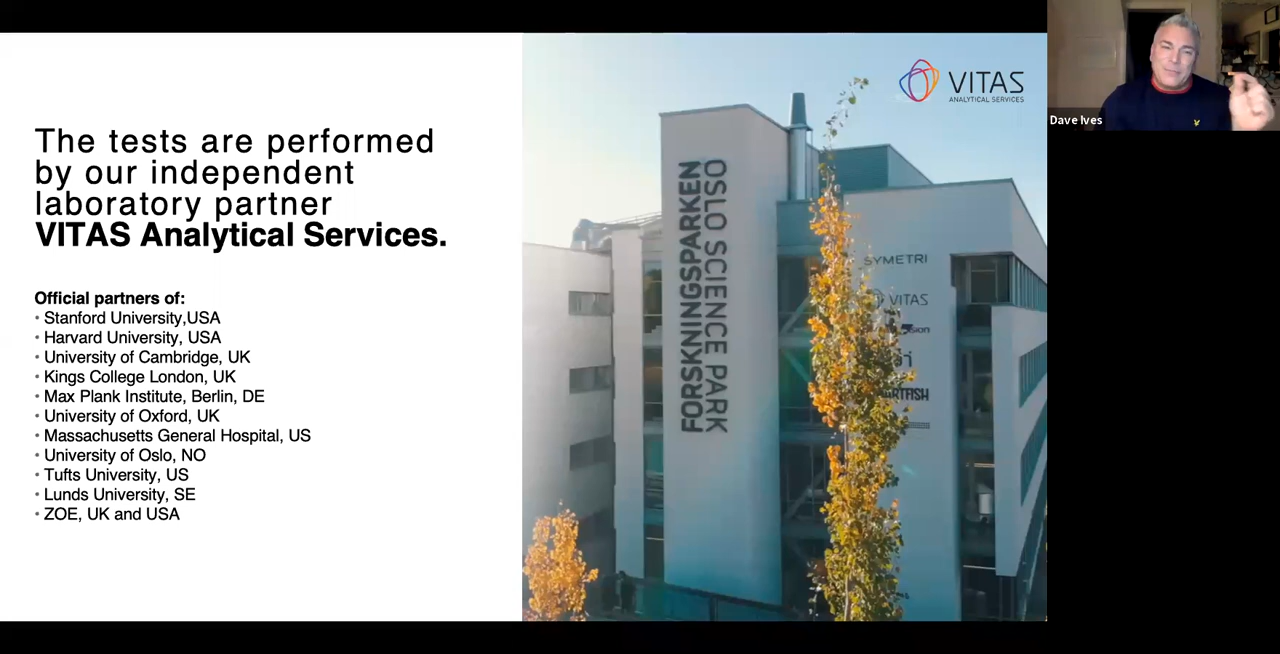 The tests are performed
by our independent
laboratory partner
VITAS Analytical Services.
Official partners of:
• Stanford University,USA
• Harvard University, USA
• University of Cambridge, UK
• Kings College London, UK
• Max Plank Institute, Berlin, DE
• University of Oxford, UK
• Massachusetts General Hospital, US
• University of Oslo, NO
• Tufts University, US
• Lunds University, SE
• ZOE, UK and USA
VITAS
ANALYTICAL SERVICES
FORSKNINGSPARKEN
OSLO SCIENCE PARK
SYMETRI
VITAS
Dave Ives